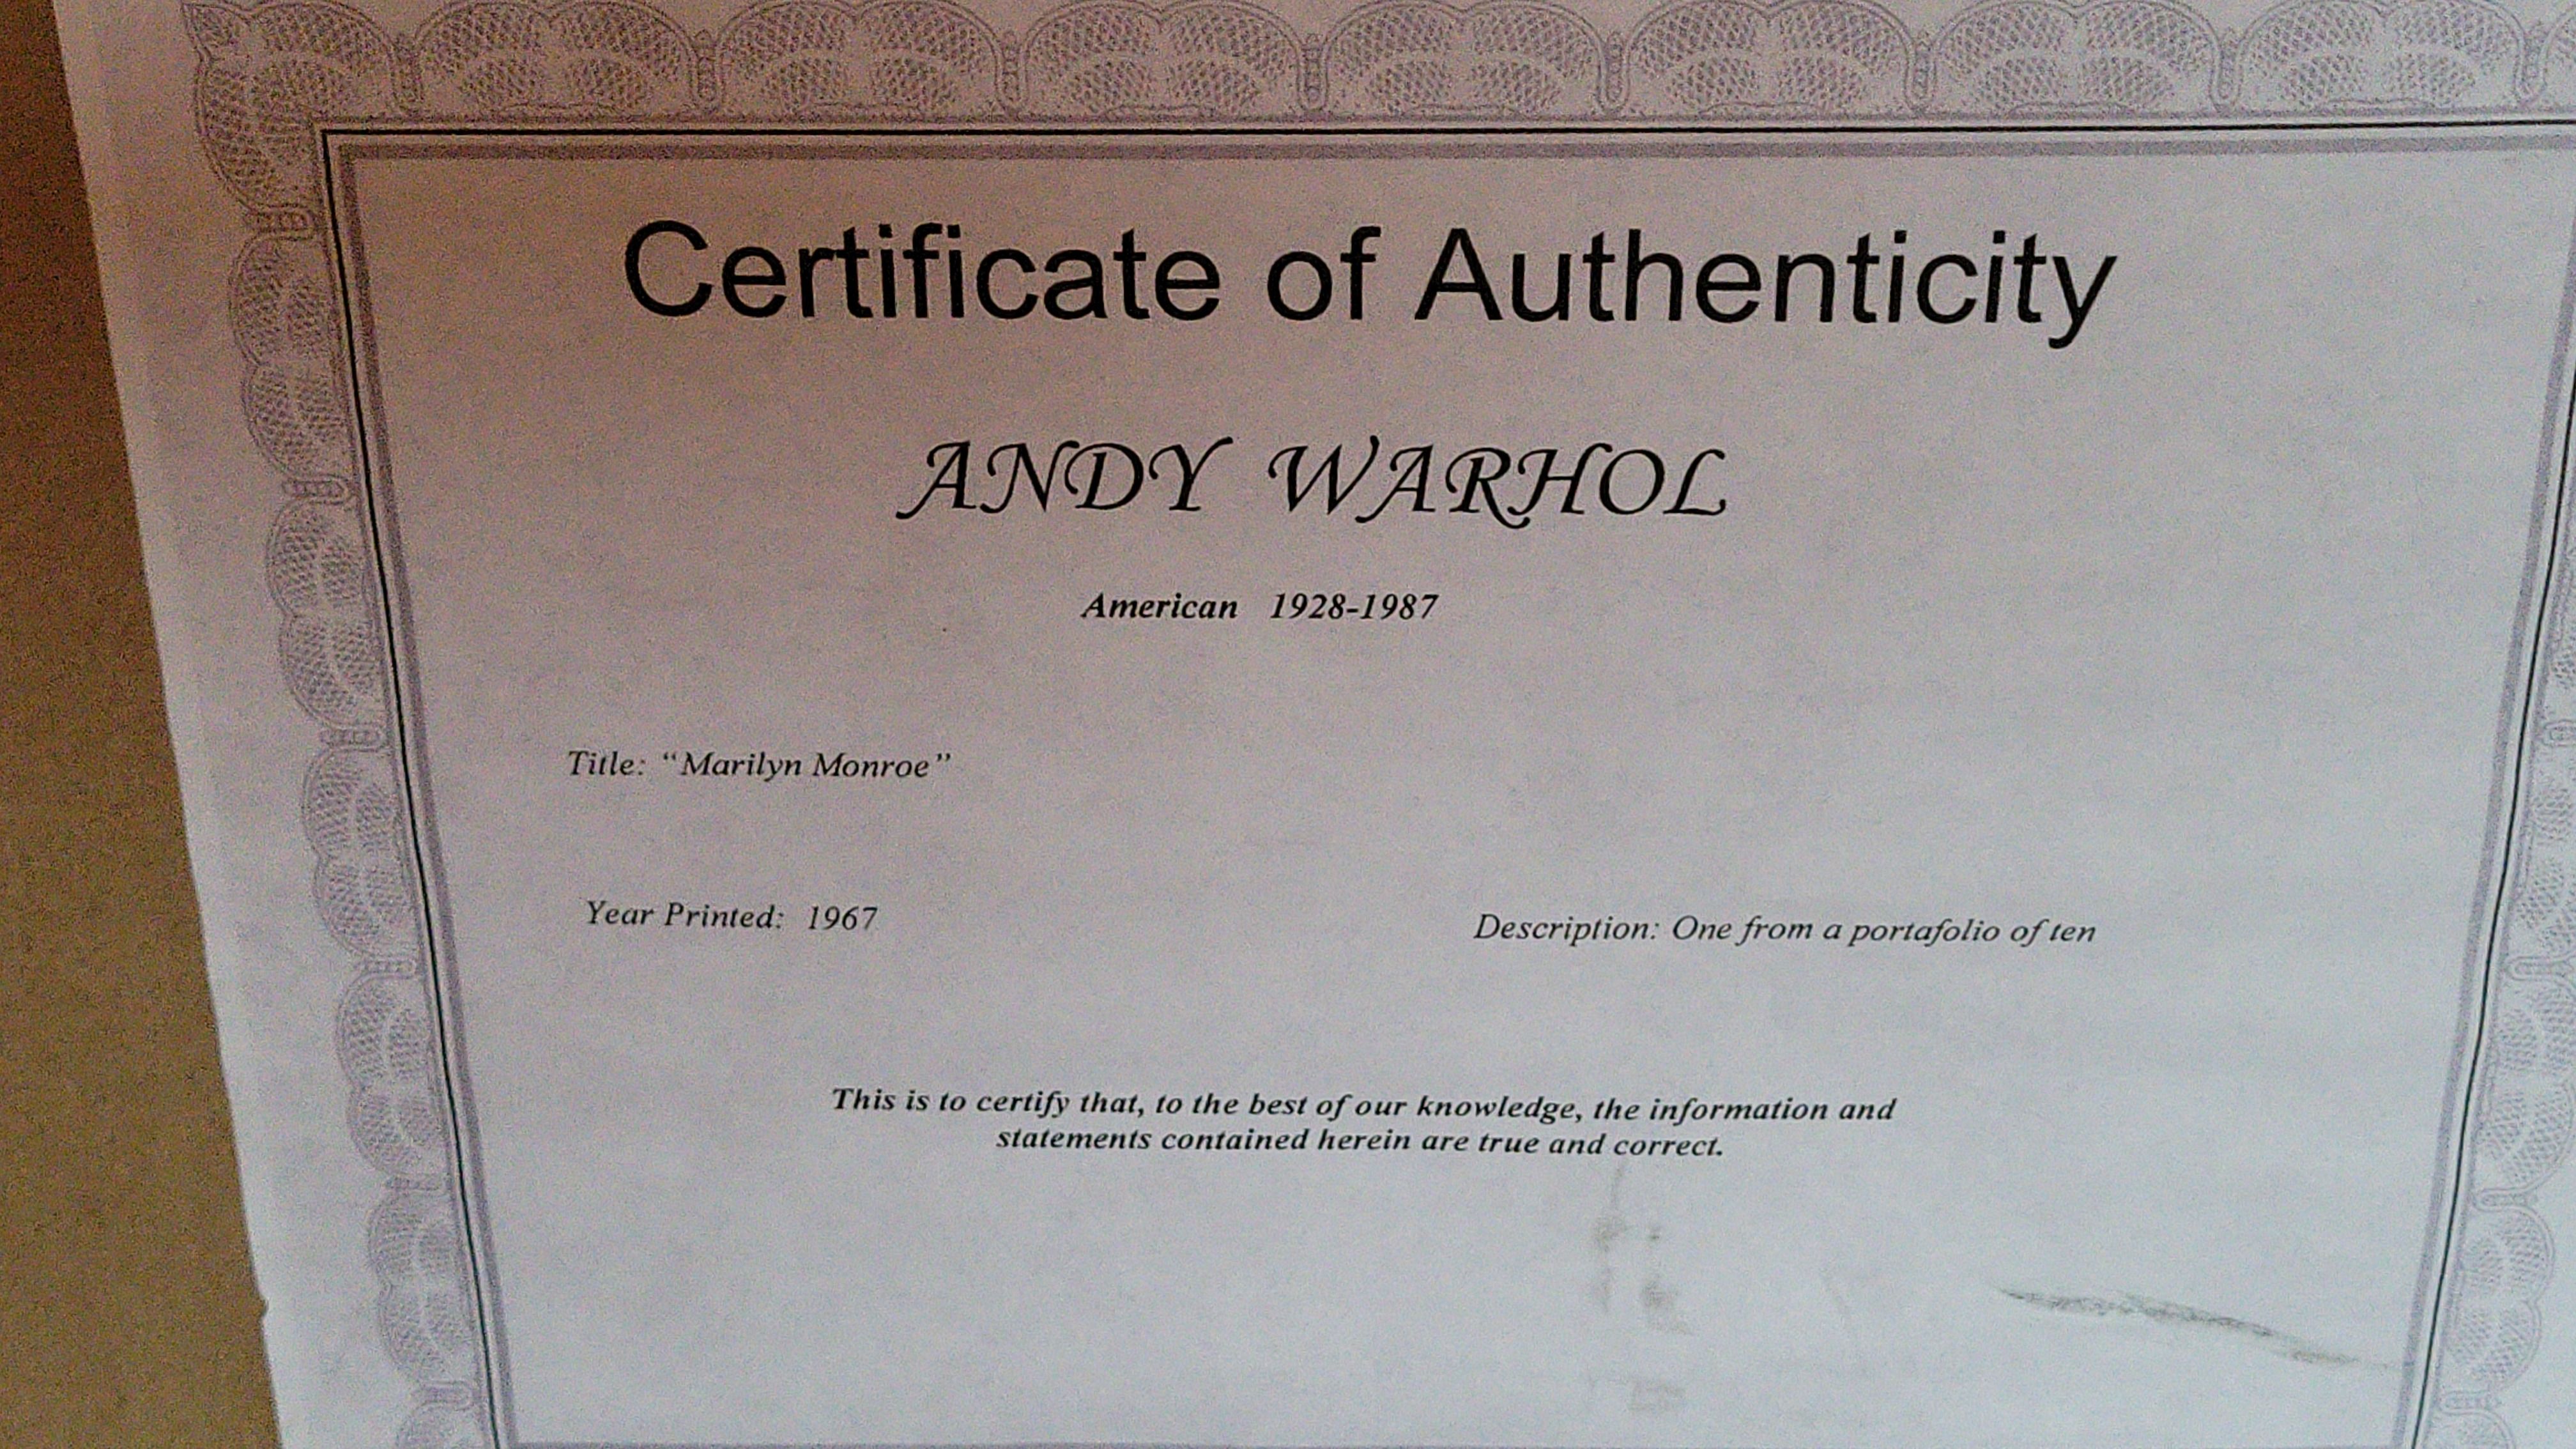 Certificate of Authenticity
ANDY WARHOL
American 1928-1987
Title: “Marilyn Monroe”
Year Printed: 1967
Description: One from a portafolio of ten
This is to certify that, to the best of our knowledge, the information and
statements contained herein are true and correct.